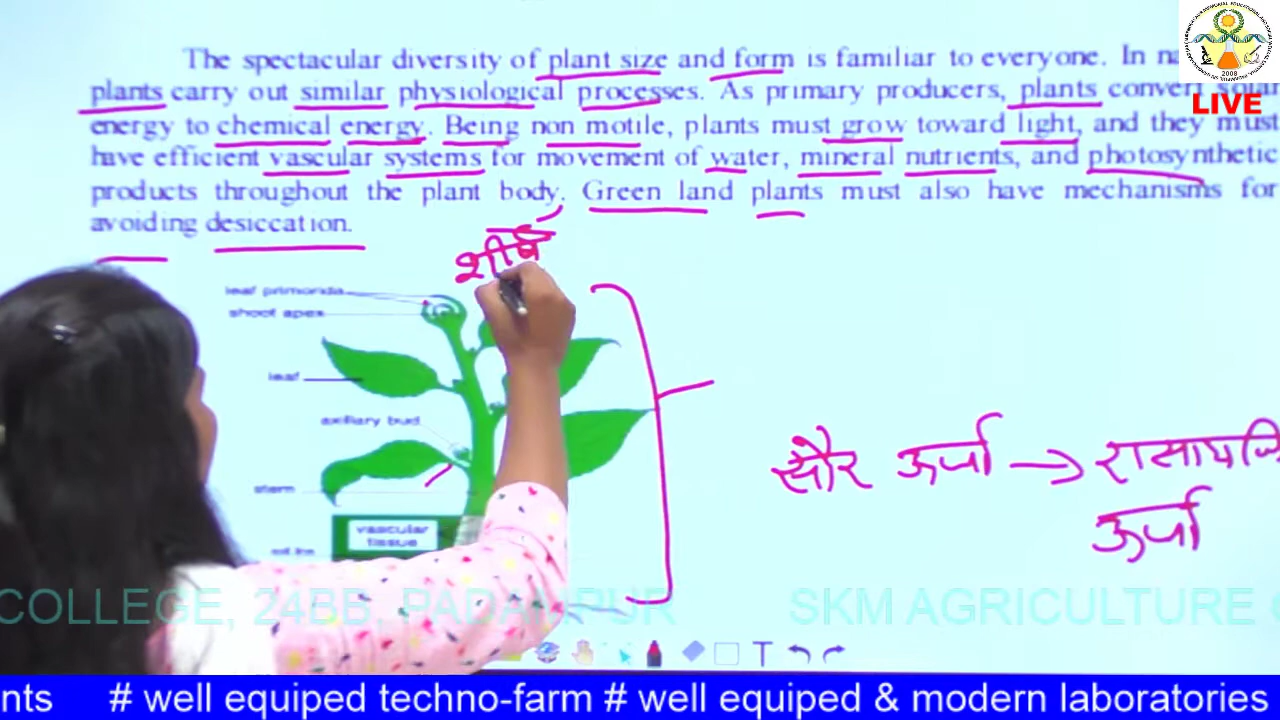 The spectacular diversity of plant size and form is familiar to everyone. In
plants carry out similar physiological processes. As primary producers, plants convert solar
energy to chemical energy. Being non motile, plants must grow toward light, and they must
have efficient vascular systems for movement of water, mineral nutrients, and photosynthetic
products throughout the plant body. Green land plants must also have mechanisms for
avoiding desiccation.
2008
LIVE
शीर्ष
leaf primordia
shoot apex
leaf
axillary bud
stem
vascular
tissue
soil line
सौर ऊर्जा → रासायनि
ऊर्जा
COLLEGE, 24BB, PADAMPUR SKM AGRICULTURE
T
nts # well equiped techno-farm # well equiped & modern laboratories